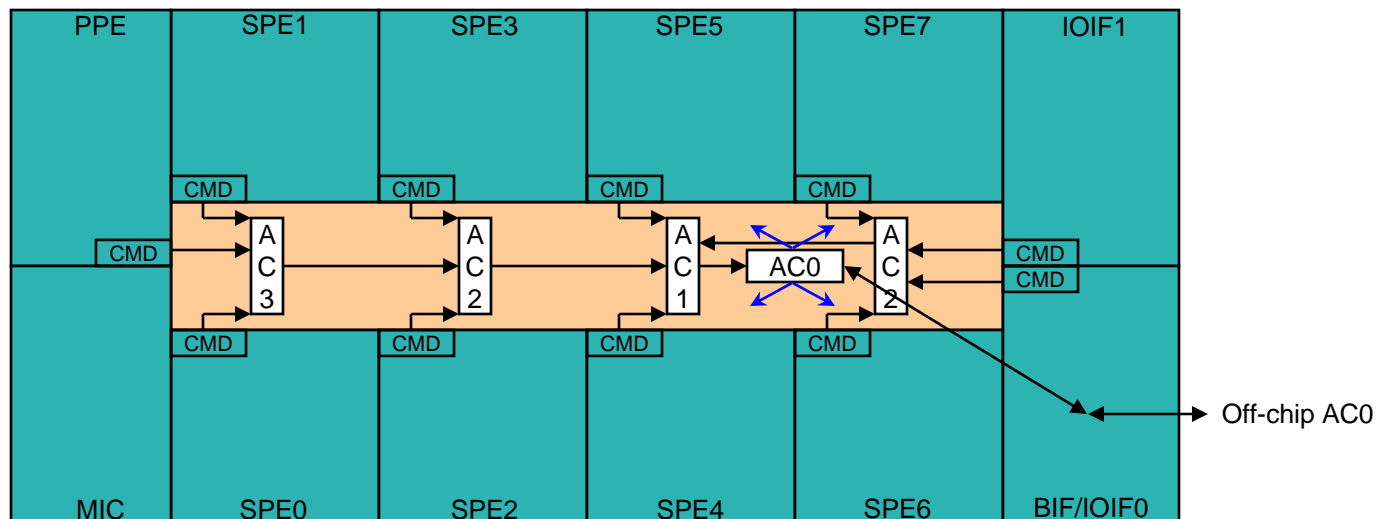 PPE
SPE1
SPE3
SPE5
SPE7
IOIF1
CMD
CMD
CMD
CMD
CMD
A
C
3
A
C
2
A
C
1
AC0
A
C
2
CMD
CMD
CMD
CMD
CMD
CMD
Off-chip AC0
MIC
SPE0
SPE2
SPE4
SPE6
BIF/IOIF0